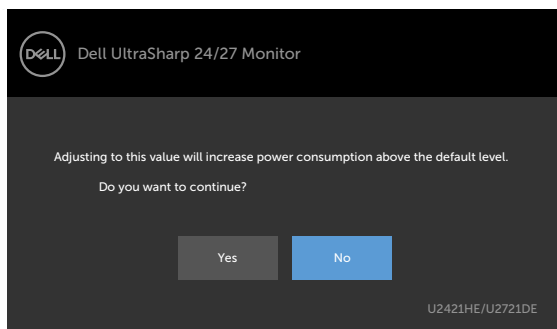 DELL
Dell UltraSharp 24/27 Monitor
Adjusting to this value will increase power consumption above the default level.
Do you want to continue?
Yes
No
U2421HE/U2721DE